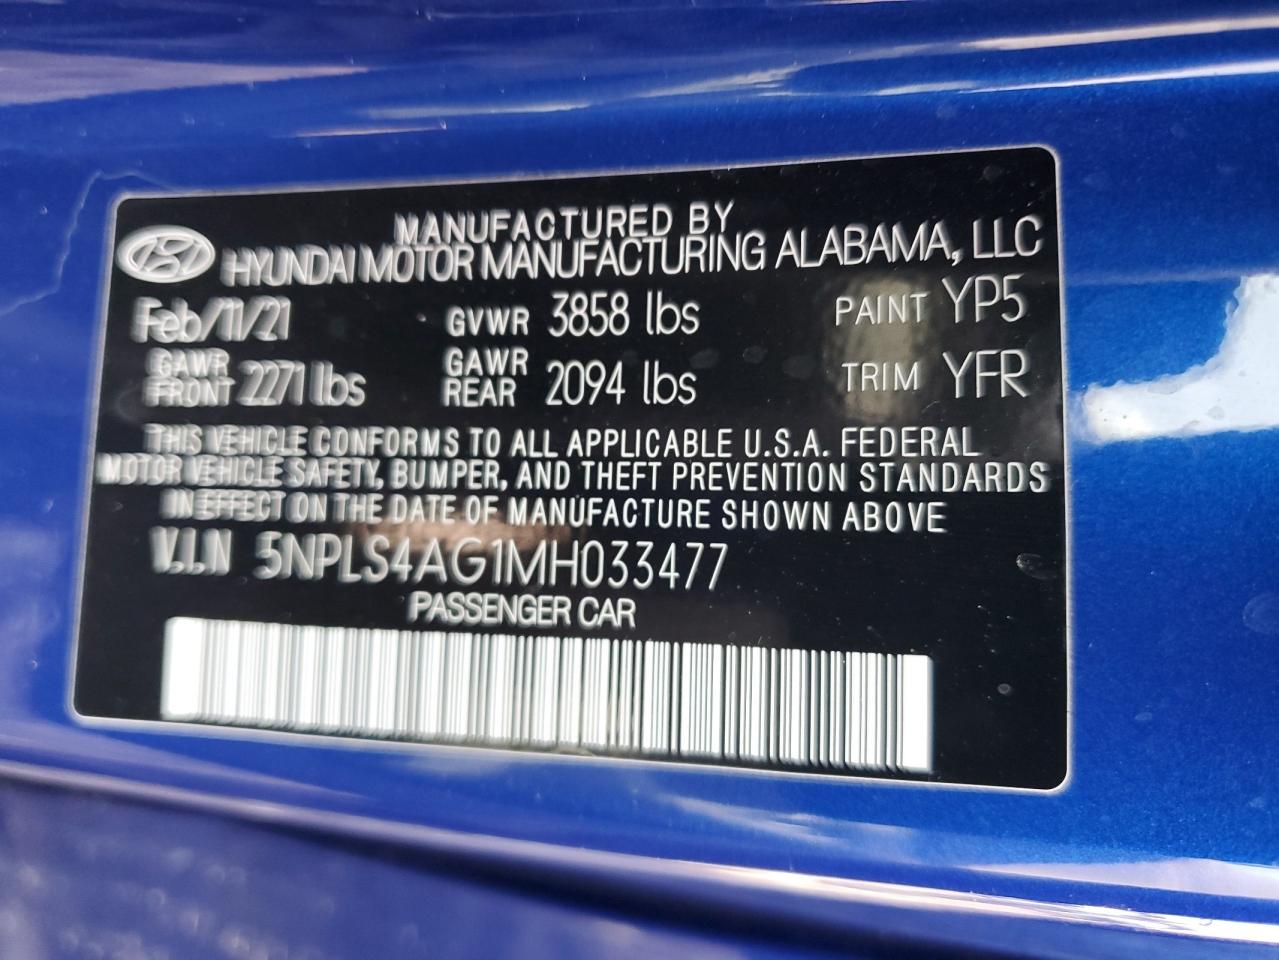 MANUFACTURED BY
HYUNDAI MOTOR MANUFACTURING ALABAMA, LLC
Feb/11/21 GVWR 3858 lbs PAINT YP5
GAWR FRONT 2271 lbs GAWR REAR 2094 lbs TRIM YFR
THIS VEHICLE CONFORMS TO ALL APPLICABLE U.S.A. FEDERAL
MOTOR VEHICLE SAFETY, BUMPER, AND THEFT PREVENTION STANDARDS
IN EFFECT ON THE DATE OF MANUFACTURE SHOWN ABOVE
V.I.N 5NPLS4AG1MH033477
PASSENGER CAR